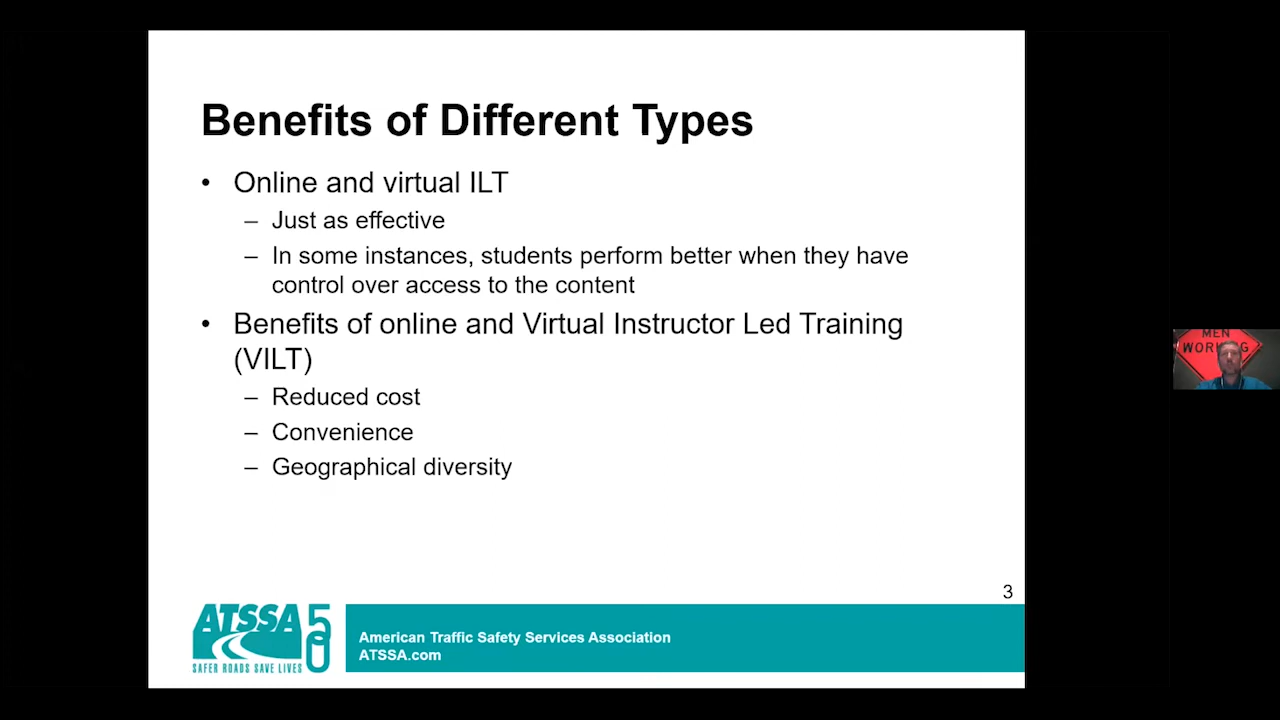 Benefits of Different Types
• Online and virtual ILT
– Just as effective
– In some instances, students perform better when they have
control over access to the content
• Benefits of online and Virtual Instructor Led Training
(VILT)
– Reduced cost
– Convenience
– Geographical diversity
3
ATSSA 50
SAFER ROADS SAVE LIVES
American Traffic Safety Services Association
ATSSA.com
MEN
WORKING